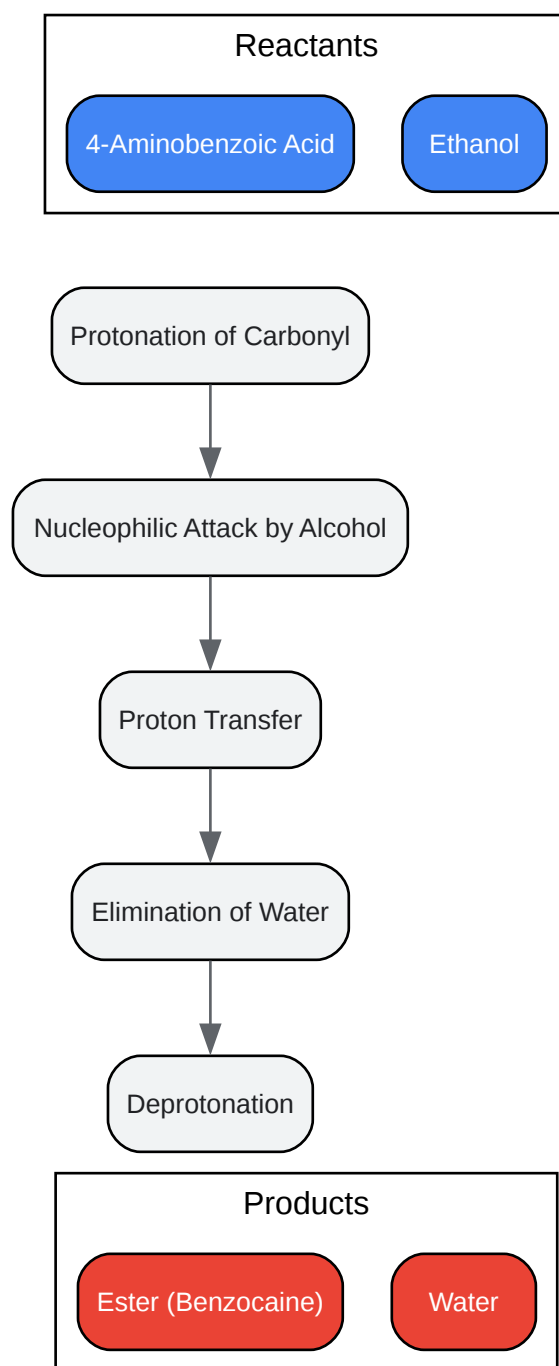 Reactants
4-Aminobenzoic Acid
Ethanol
Protonation of Carbonyl
Nucleophilic Attack by Alcohol
Proton Transfer
Elimination of Water
Deprotonation
Products
Ester (Benzocaine)
Water